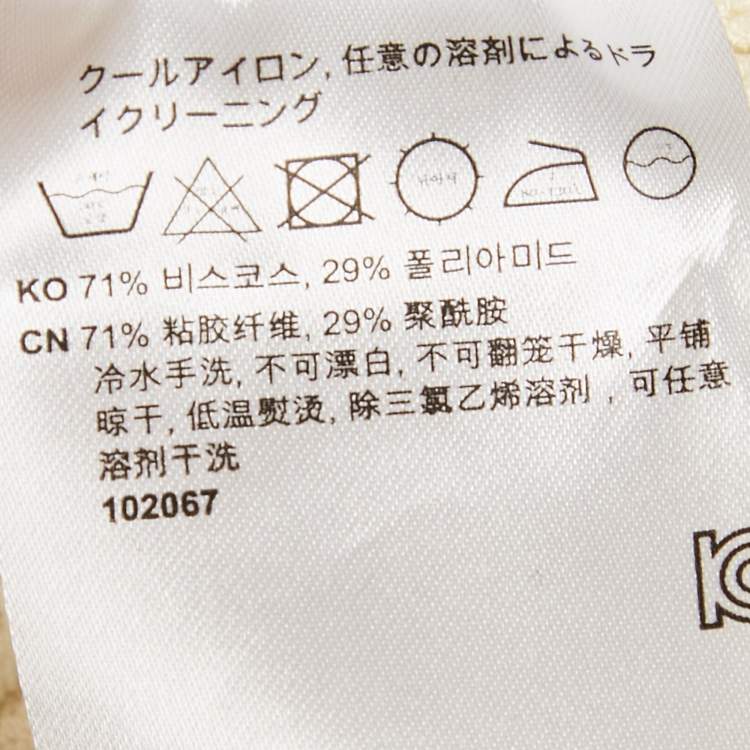 クールアイロン, 任意の溶剤によるドラ
イクリーニング
KO 71% 비스코스, 29% 폴리아미드
CN 71% 粘胶纤维, 29% 聚酰胺
冷水手洗, 不可漂白, 不可翻笼干燥, 平铺
晾干, 低温熨烫, 除三氯乙烯溶剂, 可任意
溶剂干洗
102067